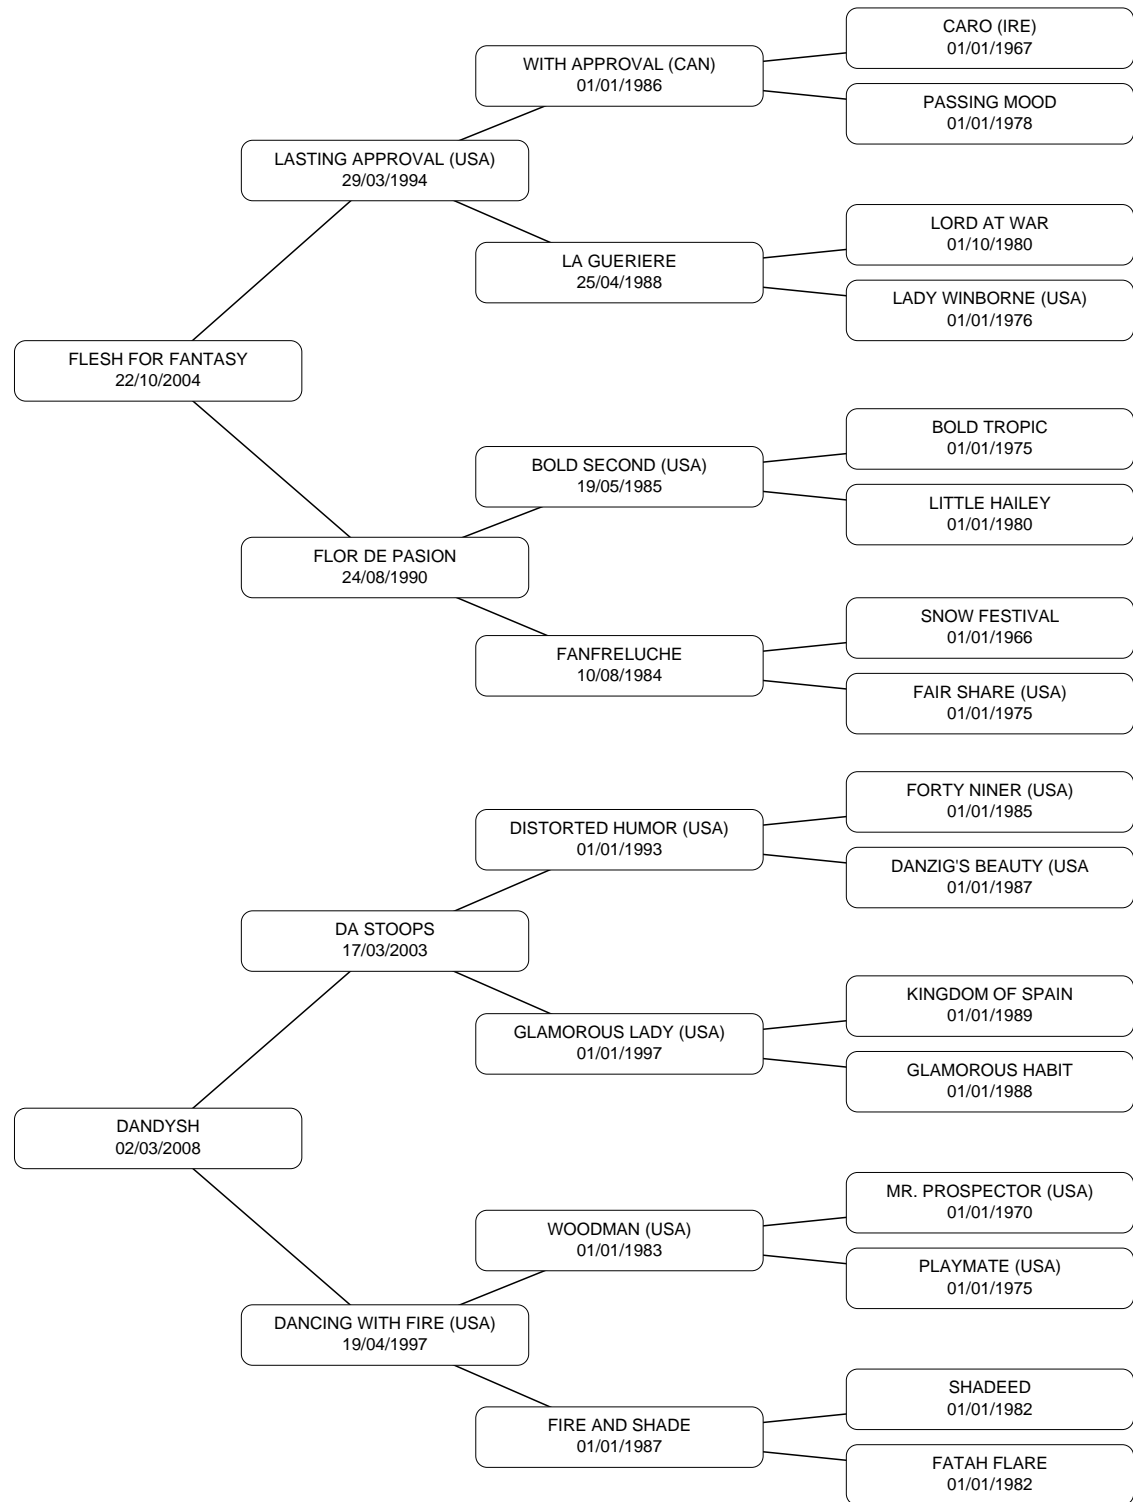 CARO (IRE)
01/01/1967
WITH APPROVAL (CAN)
01/01/1986
PASSING MOOD
01/01/1978
LASTING APPROVAL (USA)
29/03/1994
LORD AT WAR
01/10/1980
LA GUERIERE
25/04/1988
LADY WINBORNE (USA)
01/01/1976
FLESH FOR FANTASY
22/10/2004
BOLD TROPIC
01/01/1975
BOLD SECOND (USA)
19/05/1985
LITTLE HAILEY
01/01/1980
FLOR DE PASION
24/08/1990
SNOW FESTIVAL
01/01/1966
FANFRELUCHE
10/08/1984
FAIR SHARE (USA)
01/01/1975
FORTY NINER (USA)
01/01/1985
DISTORTED HUMOR (USA)
01/01/1993
DANZIG'S BEAUTY (USA
01/01/1987
DA STOOPS
17/03/2003
KINGDOM OF SPAIN
01/01/1989
GLAMOROUS LADY (USA)
01/01/1997
GLAMOROUS HABIT
01/01/1988
DANDYSH
02/03/2008
MR. PROSPECTOR (USA)
01/01/1970
WOODMAN (USA)
01/01/1983
PLAYMATE (USA)
01/01/1975
DANCING WITH FIRE (USA)
19/04/1997
SHADEED
01/01/1982
FIRE AND SHADE
01/01/1987
FATAH FLARE
01/01/1982